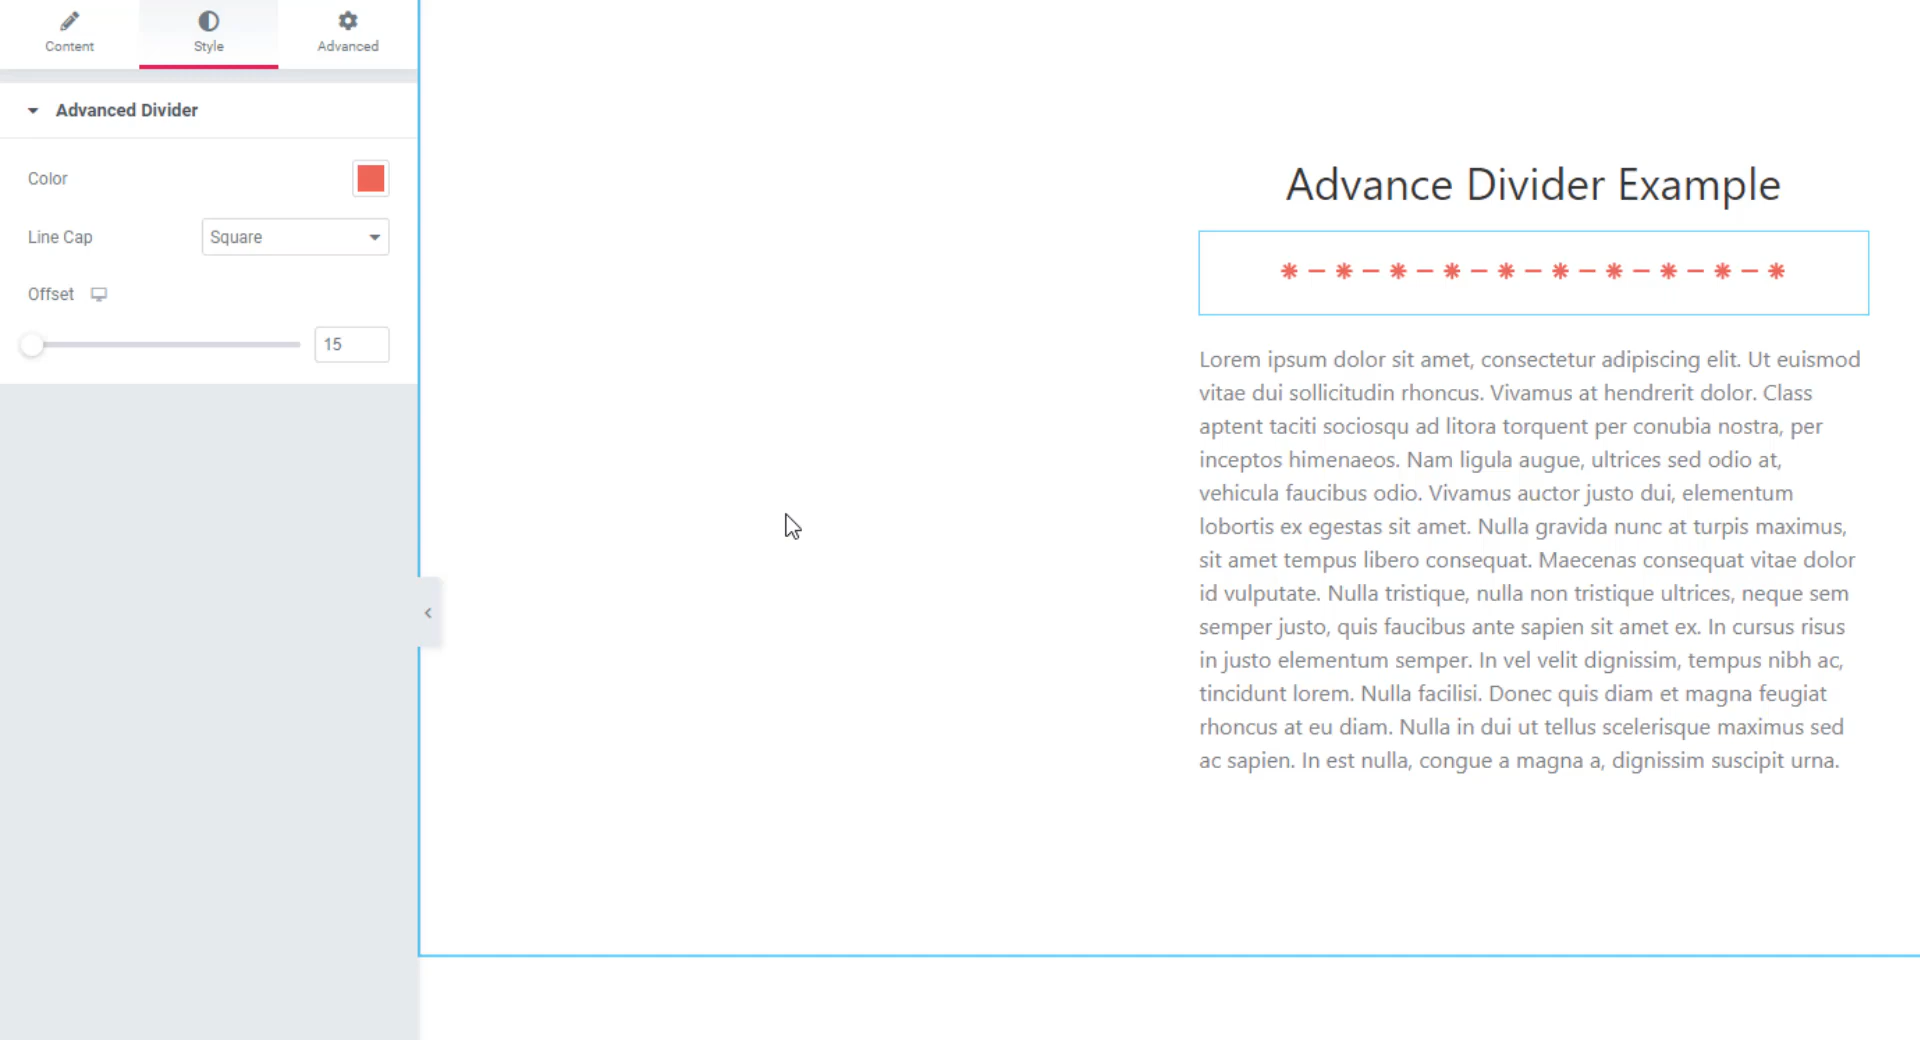 Content
Style
Advanced
Advanced Divider
Color
Line Cap
Square
Offset
15
Advance Divider Example
Lorem ipsum dolor sit amet, consectetur adipiscing elit. Ut euismod
vitae dui sollicitudin rhoncus. Vivamus at hendrerit dolor. Class
aptent taciti sociosqu ad litora torquent per conubia nostra, per
inceptos himenaeos. Nam ligula augue, ultrices sed odio at,
vehicula faucibus odio. Vivamus auctor justo dui, elementum
lobortis ex egestas sit amet. Nulla gravida nunc at turpis maximus,
sit amet tempus libero consequat. Maecenas consequat vitae dolor
id vulputate. Nulla tristique, nulla non tristique ultrices, neque sem
semper justo, quis faucibus ante sapien sit amet ex. In cursus risus
in justo elementum semper. In vel velit dignissim, tempus nibh ac,
tincidunt lorem. Nulla facilisi. Donec quis diam et magna feugiat
rhoncus at eu diam. Nulla in dui ut tellus scelerisque maximus sed
ac sapien. In est nulla, congue a magna a, dignissim suscipit urna.